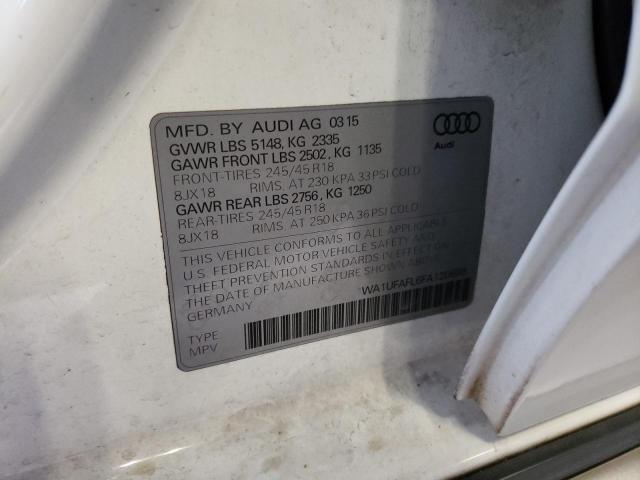 MFD. BY AUDI AG 03 15
GVWR LBS 5148, KG 2335
GAWR FRONT LBS 2502, KG 1135
FRONT-TIRES 245/45 R18
8JX18 RIMS. AT 230 KPA 33 PSI COLD
GAWR REAR LBS 2756, KG 1250
REAR-TIRES 245/45 R18
8JX18 RIMS. AT 250 KPA 36 PSI COLD
THIS VEHICLE CONFORMS TO ALL APPLICABLE
U.S. FEDERAL MOTOR VEHICLE SAFETY AND
THEFT PREVENTION STANDARDS IN EFFECT ON
THE DATE OF MANUFACTURE SHOWN ABOVE.
GERMANY
TYPE
MPV
Audi